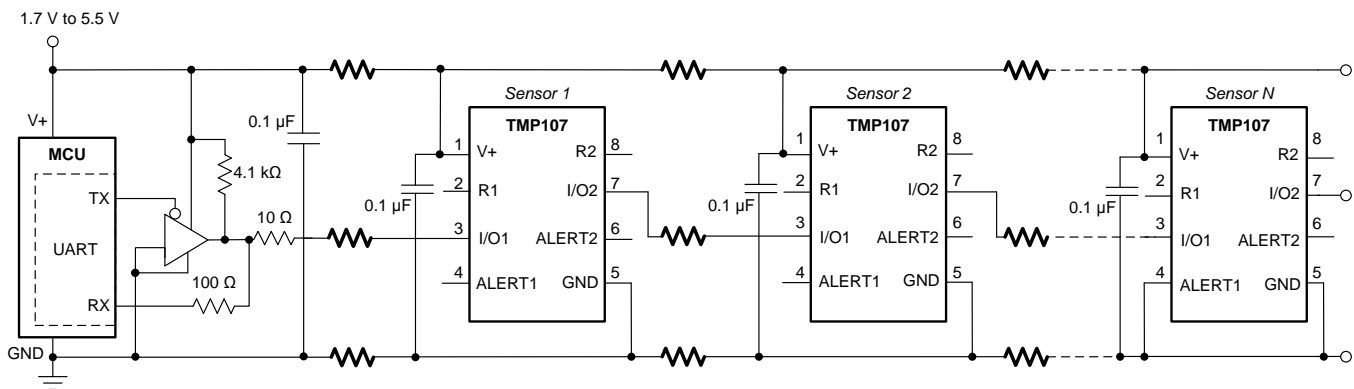 1.7 V to 5.5 V
V+
MCU
TX
UART
RX
GND
4.1 kΩ
10 Ω
100 Ω
0.1 µF
0.1 µF
Sensor 1
TMP107
1
V+
2
R1
3
I/O1
4
ALERT1
8
R2
7
I/O2
6
ALERT2
5
GND
0.1 µF
Sensor 2
TMP107
1
V+
2
R1
3
I/O1
4
ALERT1
8
R2
7
I/O2
6
ALERT2
5
GND
0.1 µF
Sensor N
TMP107
1
V+
2
R1
3
I/O1
4
ALERT1
8
R2
7
I/O2
6
ALERT2
5
GND